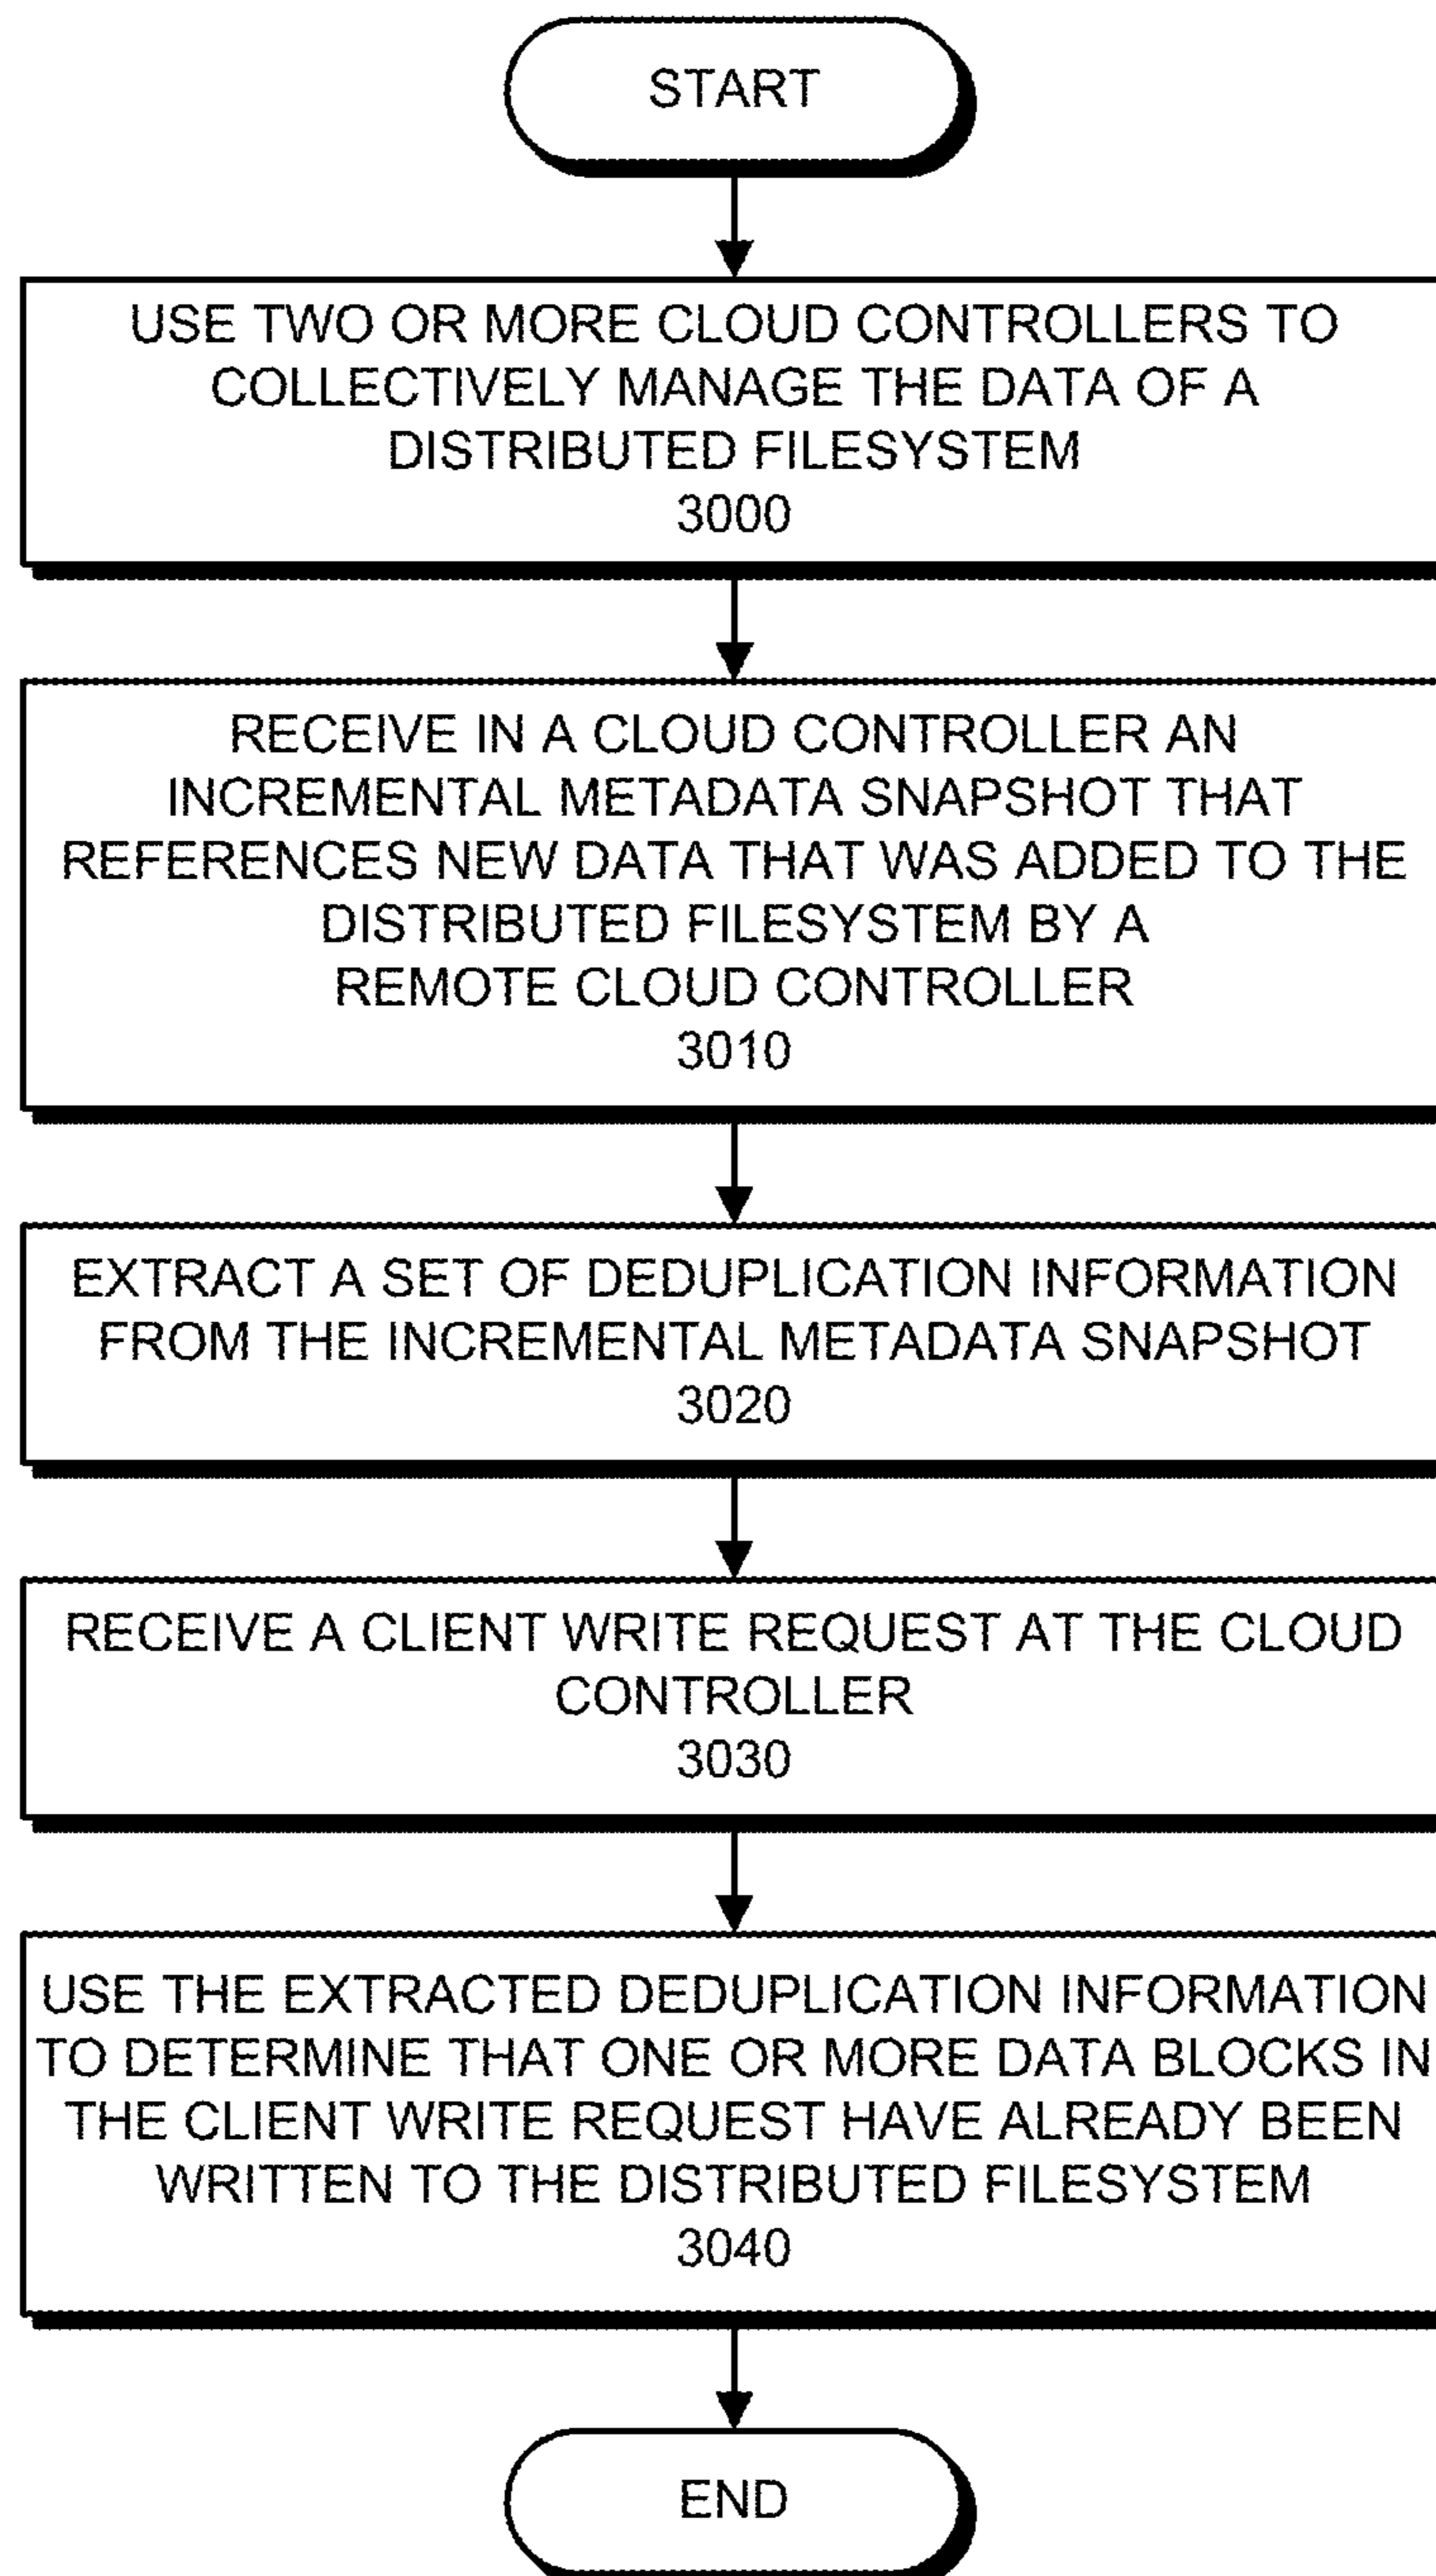 START
USE TWO OR MORE CLOUD CONTROLLERS TO
COLLECTIVELY MANAGE THE DATA OF A
DISTRIBUTED FILESYSTEM
3000
RECEIVE IN A CLOUD CONTROLLER AN
INCREMENTAL METADATA SNAPSHOT THAT
REFERENCES NEW DATA THAT WAS ADDED TO THE
DISTRIBUTED FILESYSTEM BY A
REMOTE CLOUD CONTROLLER
3010
EXTRACT A SET OF DEDUPLICATION INFORMATION
FROM THE INCREMENTAL METADATA SNAPSHOT
3020
RECEIVE A CLIENT WRITE REQUEST AT THE CLOUD
CONTROLLER
3030
USE THE EXTRACTED DEDUPLICATION INFORMATION
TO DETERMINE THAT ONE OR MORE DATA BLOCKS IN
THE CLIENT WRITE REQUEST HAVE ALREADY BEEN
WRITTEN TO THE DISTRIBUTED FILESYSTEM
3040
END